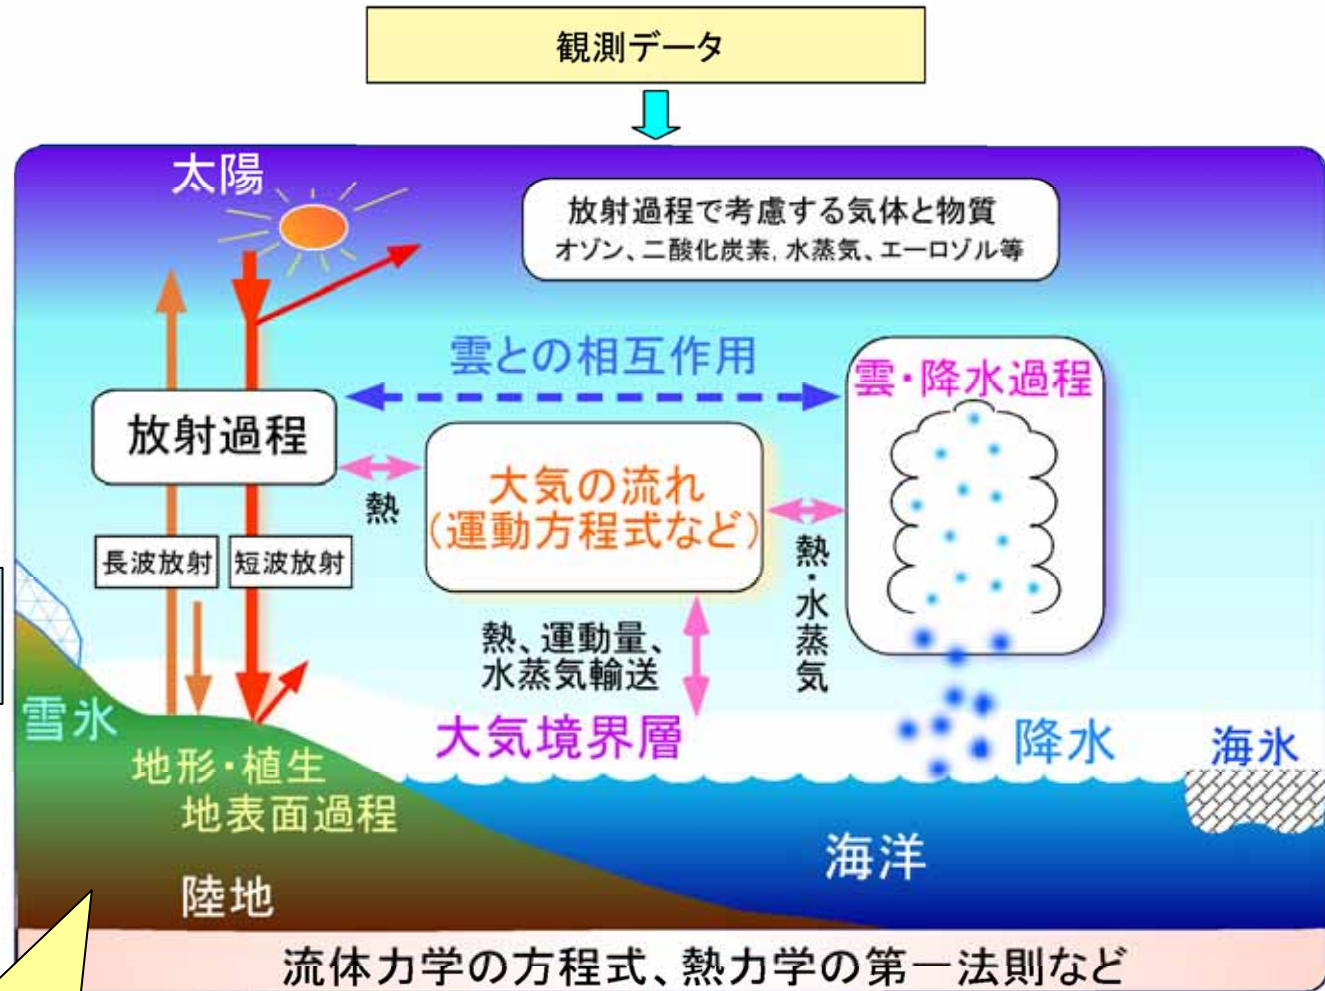 観測データ
太陽
放射過程で考慮する気体と物質
オゾン、二酸化炭素, 水蒸気、エーロゾル等
雲との相互作用
雲・降水過程
放射過程
熱
大気の流れ
(運動方程式など)
熱・水蒸気
長波放射
短波放射
熱、運動量、
水蒸気輸送
雪氷
大気境界層
降水
海氷
地形・植生
地表面過程
海洋
陸地
流体力学の方程式、熱力学の第一法則など